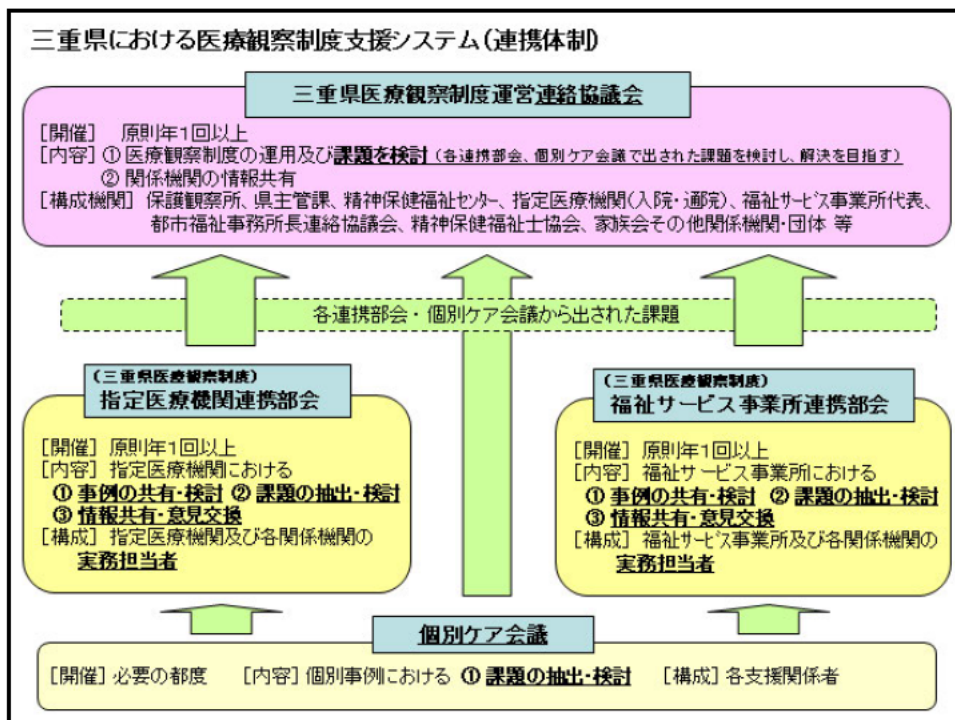 三重県における医療観察制度支援システム(連携体制)
三重県医療観察制度運営連絡協議会
[開催] 原則年1回以上
[内容] ① 医療観察制度の運用及び課題を検討(各連携部会、個別ケア会議で出された課題を検討し、解決を目指す)
② 関係機関の情報共有
[構成機関] 保護観察所、県主管課、精神保健福祉センター、指定医療機関(入院・通院)、福祉サービス事業所代表、
都市福祉事務所長連絡協議会、精神保健福祉士協会、家族会その他関係機関・団体 等
各連携部会・個別ケア会議から出された課題
(三重県医療観察制度)
指定医療機関連携部会
[開催] 原則年1回以上
[内容] 指定医療機関における
① 事例の共有・検討 ② 課題の抽出・検討
③ 情報共有・意見交換
[構成] 指定医療機関及び各関係機関の
実務担当者
(三重県医療観察制度)
福祉サービス事業所連携部会
[開催] 原則年1回以上
[内容] 福祉サービス事業所における
① 事例の共有・検討 ② 課題の抽出・検討
③ 情報共有・意見交換
[構成] 福祉サービス事業所及び各関係機関の
実務担当者
個別ケア会議
[開催] 必要の都度 [内容] 個別事例における ① 課題の抽出・検討 [構成] 各支援関係者